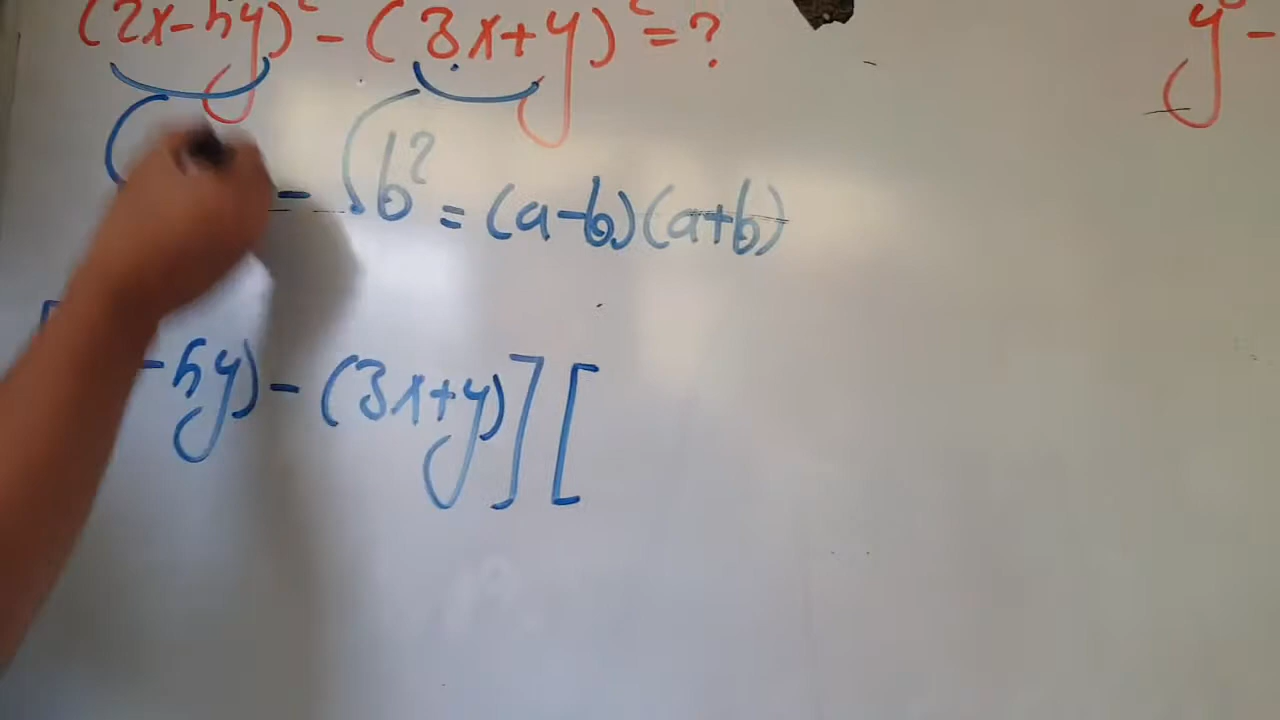 (2x-5y)² - (3x+y)² = ?
y -
- b² = (a-b)(a+b)
-5y) - (3x+y)] [